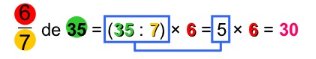 6/7 de 35 = (35 : 7) × 6 = 5 × 6 = 30